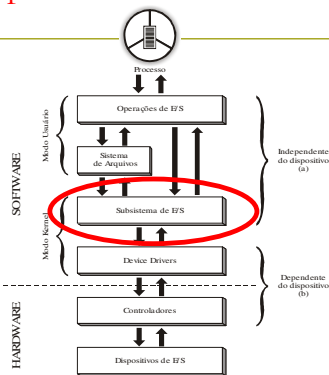 Processo
Operações de E/S
Sistema
de Arquivos
Subsistema de E/S
Device Drivers
Controladores
Dispositivos de E/S
SOFTWARE
HARDWARE
Modo Usuário
Modo Kernel
Independente
do dispositivo
(a)
Dependente
do dispositivo
(b)